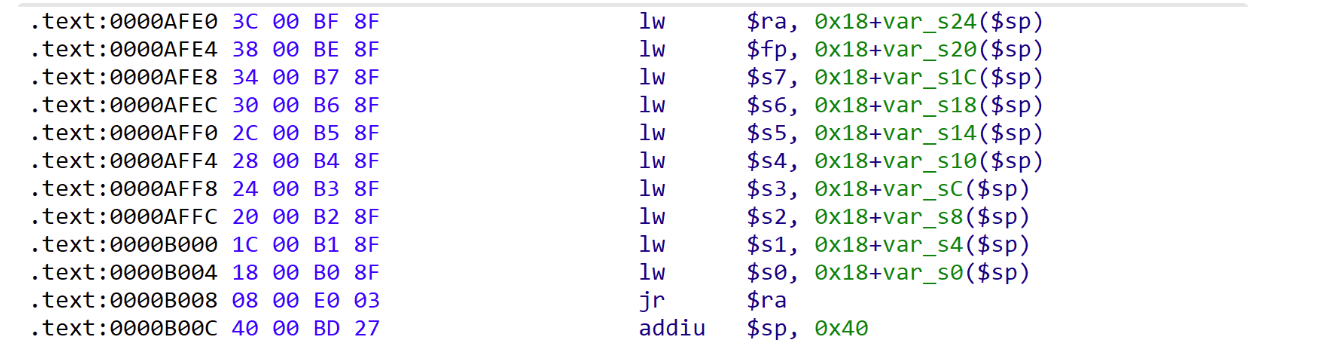 .text:0000AFE0 3C 00 BF 8F lw $ra, 0x18+var_s24($sp)
.text:0000AFE4 38 00 BE 8F lw $fp, 0x18+var_s20($sp)
.text:0000AFE8 34 00 B7 8F lw $s7, 0x18+var_s1C($sp)
.text:0000AFEC 30 00 B6 8F lw $s6, 0x18+var_s18($sp)
.text:0000AFF0 2C 00 B5 8F lw $s5, 0x18+var_s14($sp)
.text:0000AFF4 28 00 B4 8F lw $s4, 0x18+var_s10($sp)
.text:0000AFF8 24 00 B3 8F lw $s3, 0x18+var_sC($sp)
.text:0000AFFC 20 00 B2 8F lw $s2, 0x18+var_s8($sp)
.text:0000B000 1C 00 B1 8F lw $s1, 0x18+var_s4($sp)
.text:0000B004 18 00 B0 8F lw $s0, 0x18+var_s0($sp)
.text:0000B008 08 00 E0 03 jr $ra
.text:0000B00C 40 00 BD 27 addiu $sp, 0x40